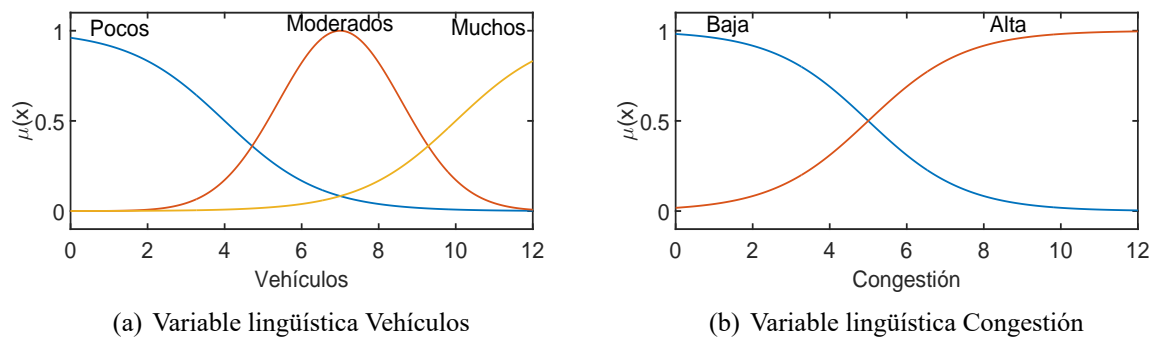 Pocos Moderados Muchos
μ(x)
1
0.5
0
0 2 4 6 8 10 12
Vehículos
(a) Variable lingüística Vehículos
Baja Alta
μ(x)
1
0.5
0
0 2 4 6 8 10 12
Congestión
(b) Variable lingüística Congestión